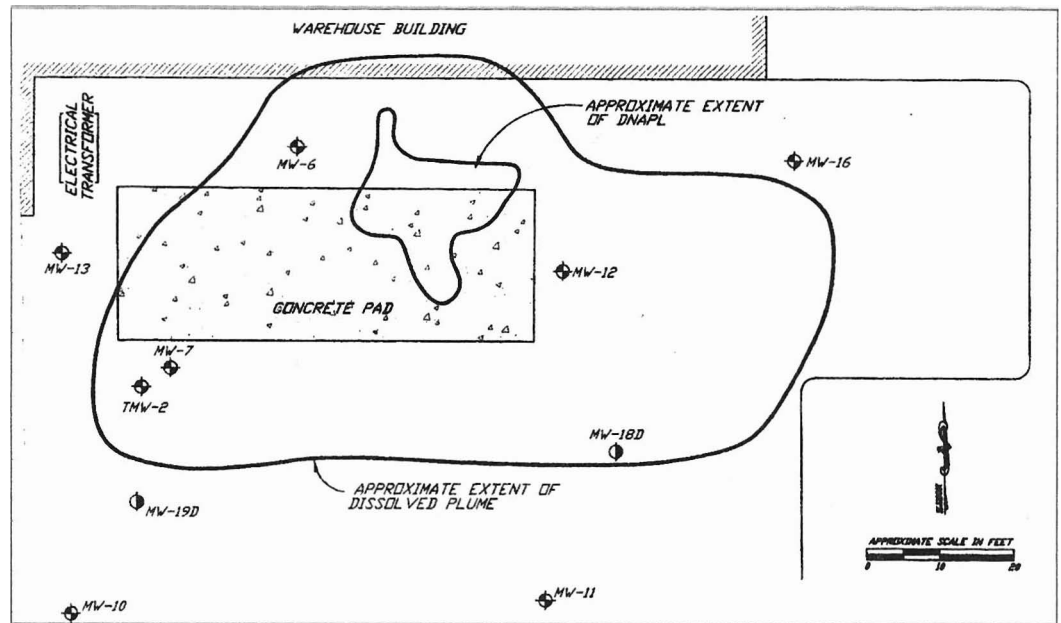 WAREHOUSE BUILDING
APPROXIMATE EXTENT
OF DNAPL
ELECTRICAL
TRANSFORMER
MW-6
MW-16
MW-13
MW-12
GONCRETE PAD
MW-7
TMW-2
MW-18D
APPROXIMATE EXTENT OF
DISSOLVED PLUME
MW-19D
APPROXIMATE SCALE IN FEET
0 10 20
MW-10
MW-11